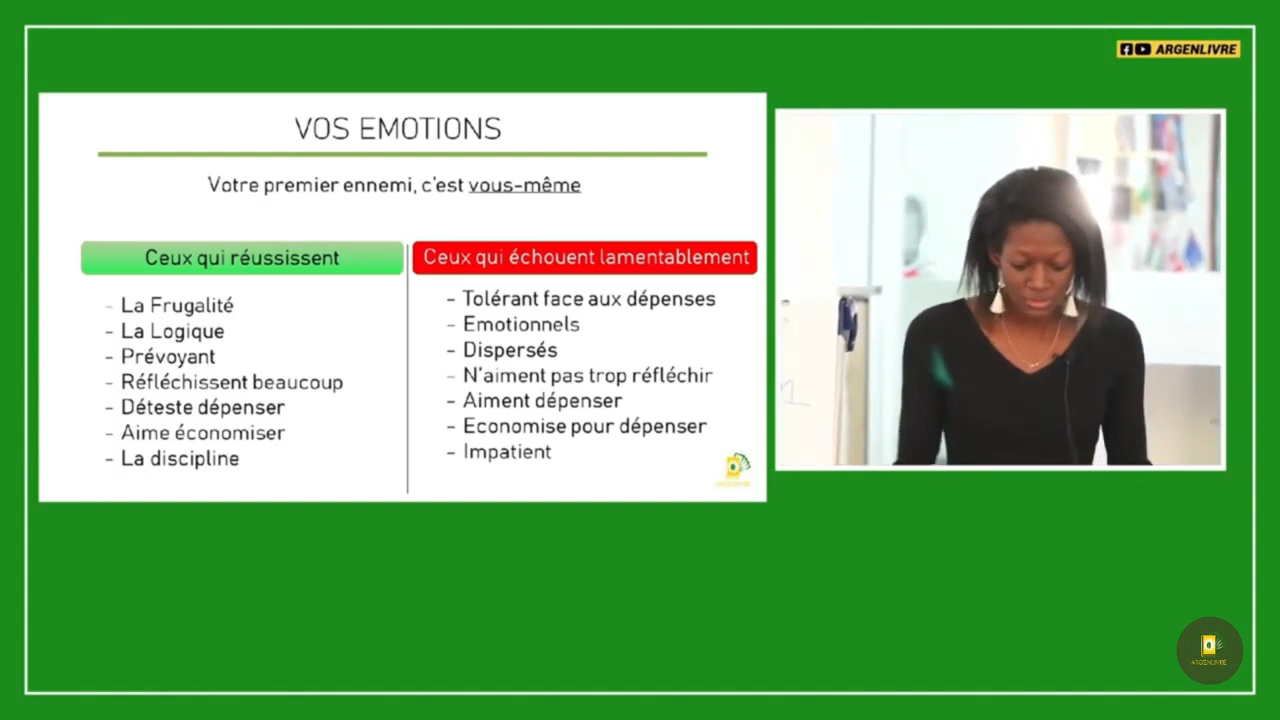 ARGENLIVRE
VOS EMOTIONS
Votre premier ennemi, c'est vous-même
Ceux qui réussissent
- La Frugalité
- La Logique
- Prévoyant
- Réfléchissent beaucoup
- Déteste dépenser
- Aime économiser
- La discipline
Ceux qui échouent lamentablement
- Tolérant face aux dépenses
- Emotionnels
- Dispersés
- N'aiment pas trop réfléchir
- Aiment dépenser
- Economise pour dépenser
- Impatient
ARGENLIVRE